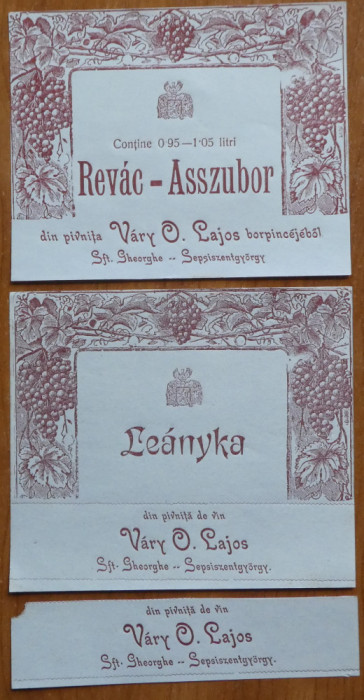 Conține 0·95—1·05 litri
Revác - Asszubor
din pivnița Váry O. Lajos borpincéjéből
Sft. Gheorghe -- Sepsiszentgyörgy
Leányka
din pivniță de vin
Váry O. Lajos
Sft. Gheorghe -- Sepsiszentgyörgy.
din pivniță de vin
Váry O. Lajos
Sft. Gheorghe -- Sepsiszentgyörgy.